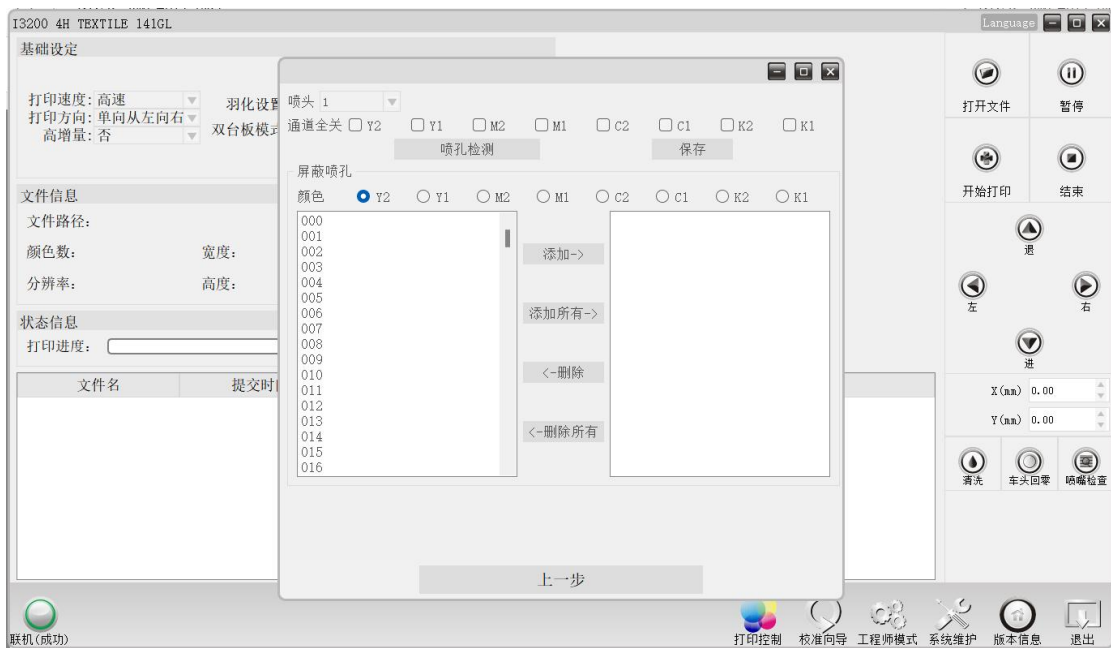 I3200 4H TEXTILE 141GL
Language
基础设定
打印速度: 高速
羽化设置
打印方向: 单向从左向右
双台板模式
高增量: 否
文件信息
文件路径:
颜色数:
宽度:
分辨率:
高度:
状态信息
打印进度:
文件名
提交时间
喷头 1
通道全关 Y2 Y1 M2 M1 C2 C1 K2 K1
喷孔检测
保存
屏蔽喷孔
颜色 Y2 Y1 M2 M1 C2 C1 K2 K1
000
001
002
003
004
005
006
007
008
009
010
011
012
013
014
015
016
添加->
添加所有->
<-删除
<-删除所有
上一步
打开文件
暂停
开始打印
结束
退
左
右
进
X(mm) 0.00
Y(mm) 0.00
清洗
车头回零
喷嘴检查
联机(成功)
打印控制
校准向导
工程师模式
系统维护
版本信息
退出